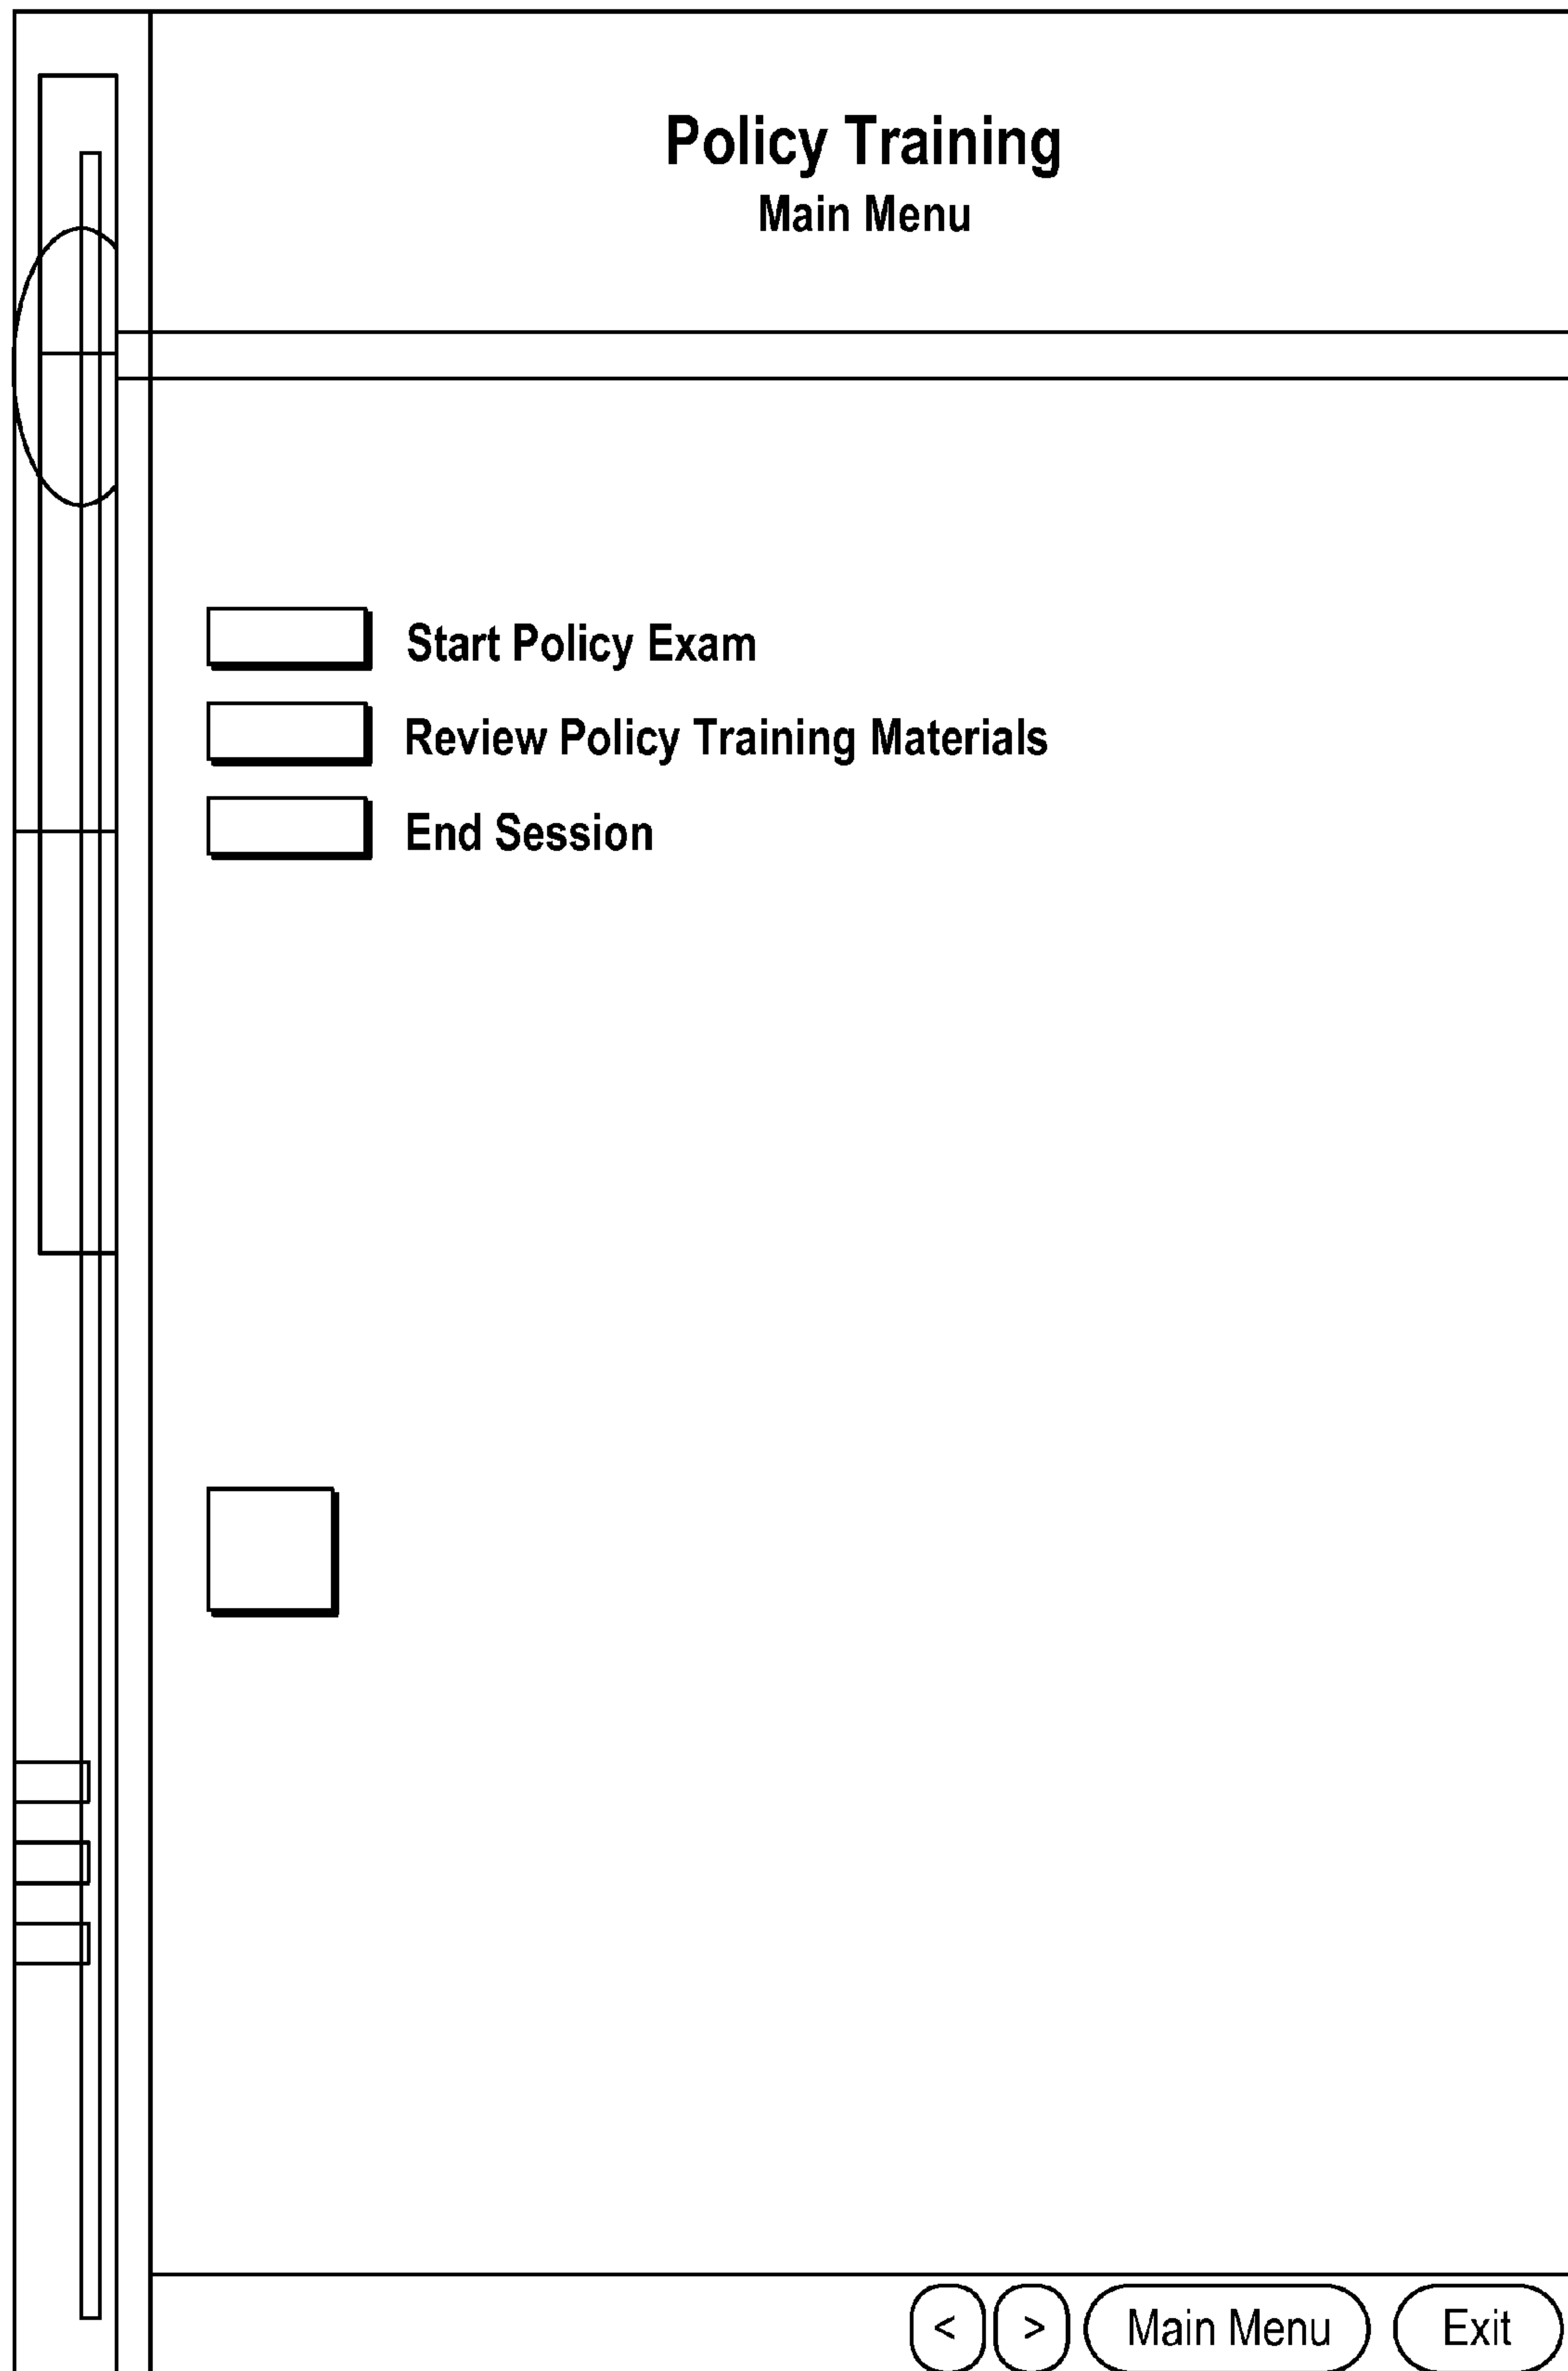 Policy Training
Main Menu
Start Policy Exam
Review Policy Training Materials
End Session
< > Main Menu Exit